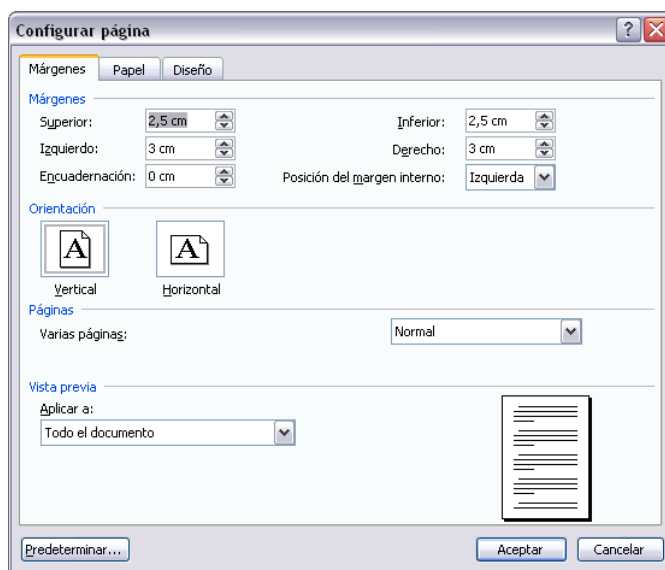 Configurar página
Márgenes Papel Diseño
Márgenes
Superior: 2,5 cm Inferior: 2,5 cm
Izquierdo: 3 cm Derecho: 3 cm
Encuadernación: 0 cm Posición del margen interno: Izquierda
Orientación
A A
Vertical Horizontal
Páginas
Varias páginas: Normal
Vista previa
Aplicar a:
Todo el documento
Predeterminar... Aceptar Cancelar